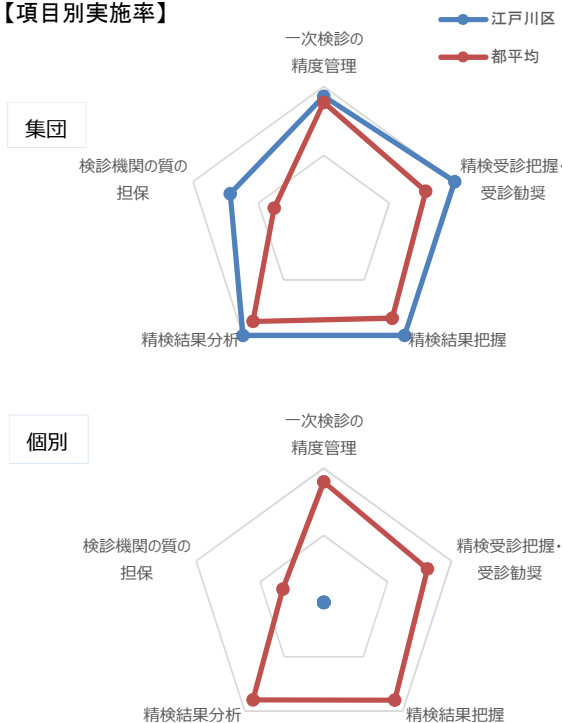 【項目別実施率】
江戸川区
都平均
集団
一次検診の
精度管理
精検受診把握・
受診勧奨
精検結果把握
精検結果分析
検診機関の質の
担保
個別
一次検診の
精度管理
精検受診把握・
受診勧奨
精検結果把握
精検結果分析
検診機関の質の
担保